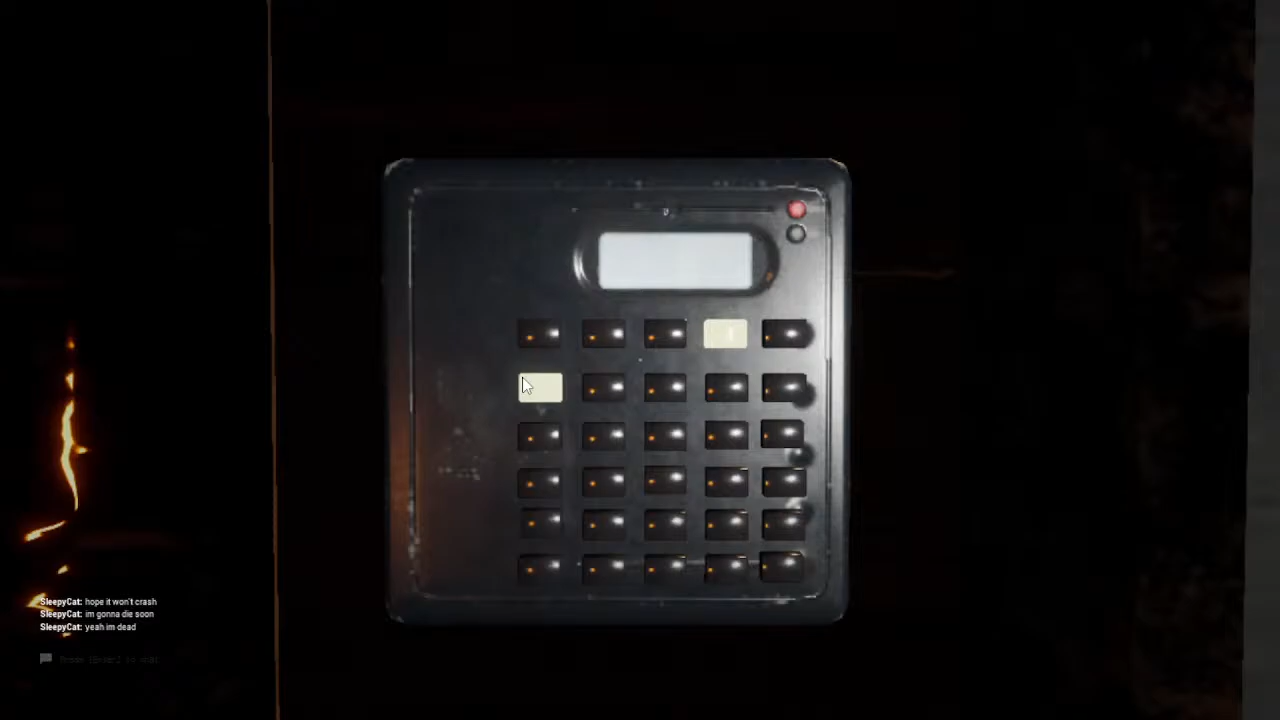 SleepyCat: hope it won't crash
SleepyCat: im gonna die soon
SleepyCat: yeah im dead